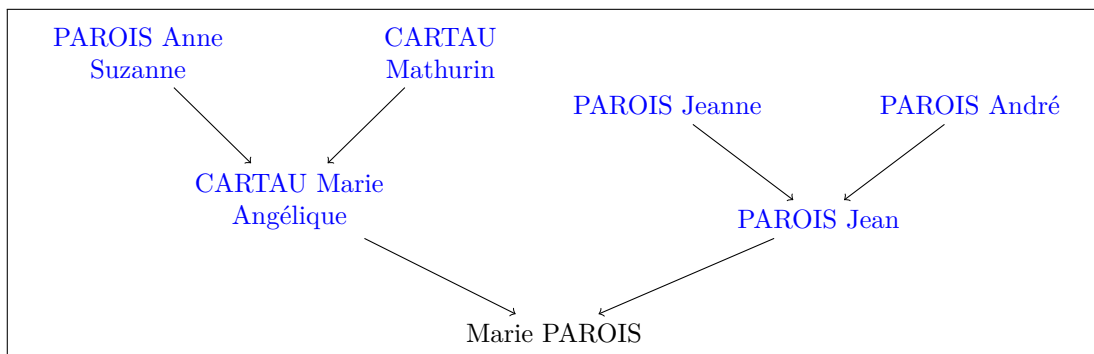 PAROIS Anne
Suzanne
CARTAU
Mathurin
PAROIS Jeanne
PAROIS André
CARTAU Marie
Angélique
PAROIS Jean
Marie PAROIS